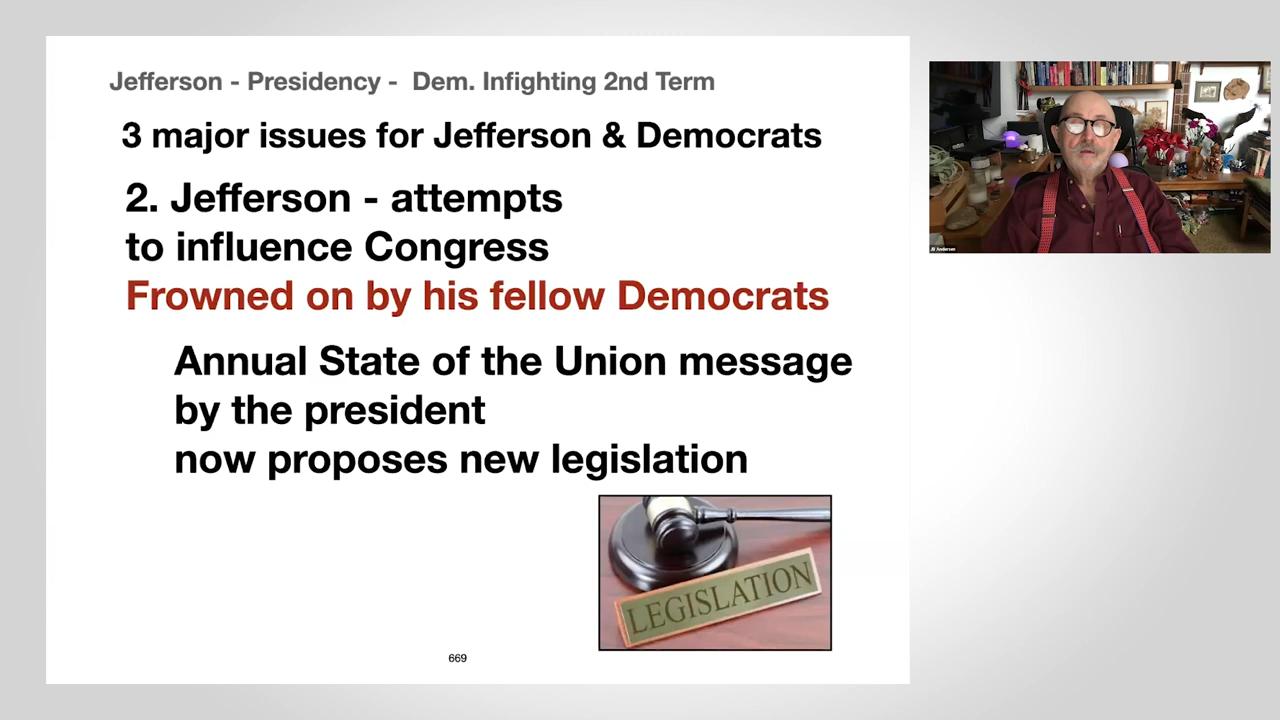 Jefferson - Presidency - Dem. Infighting 2nd Term
3 major issues for Jefferson & Democrats
2. Jefferson - attempts
to influence Congress
Frowned on by his fellow Democrats
Annual State of the Union message
by the president
now proposes new legislation
LEGISLATION
669